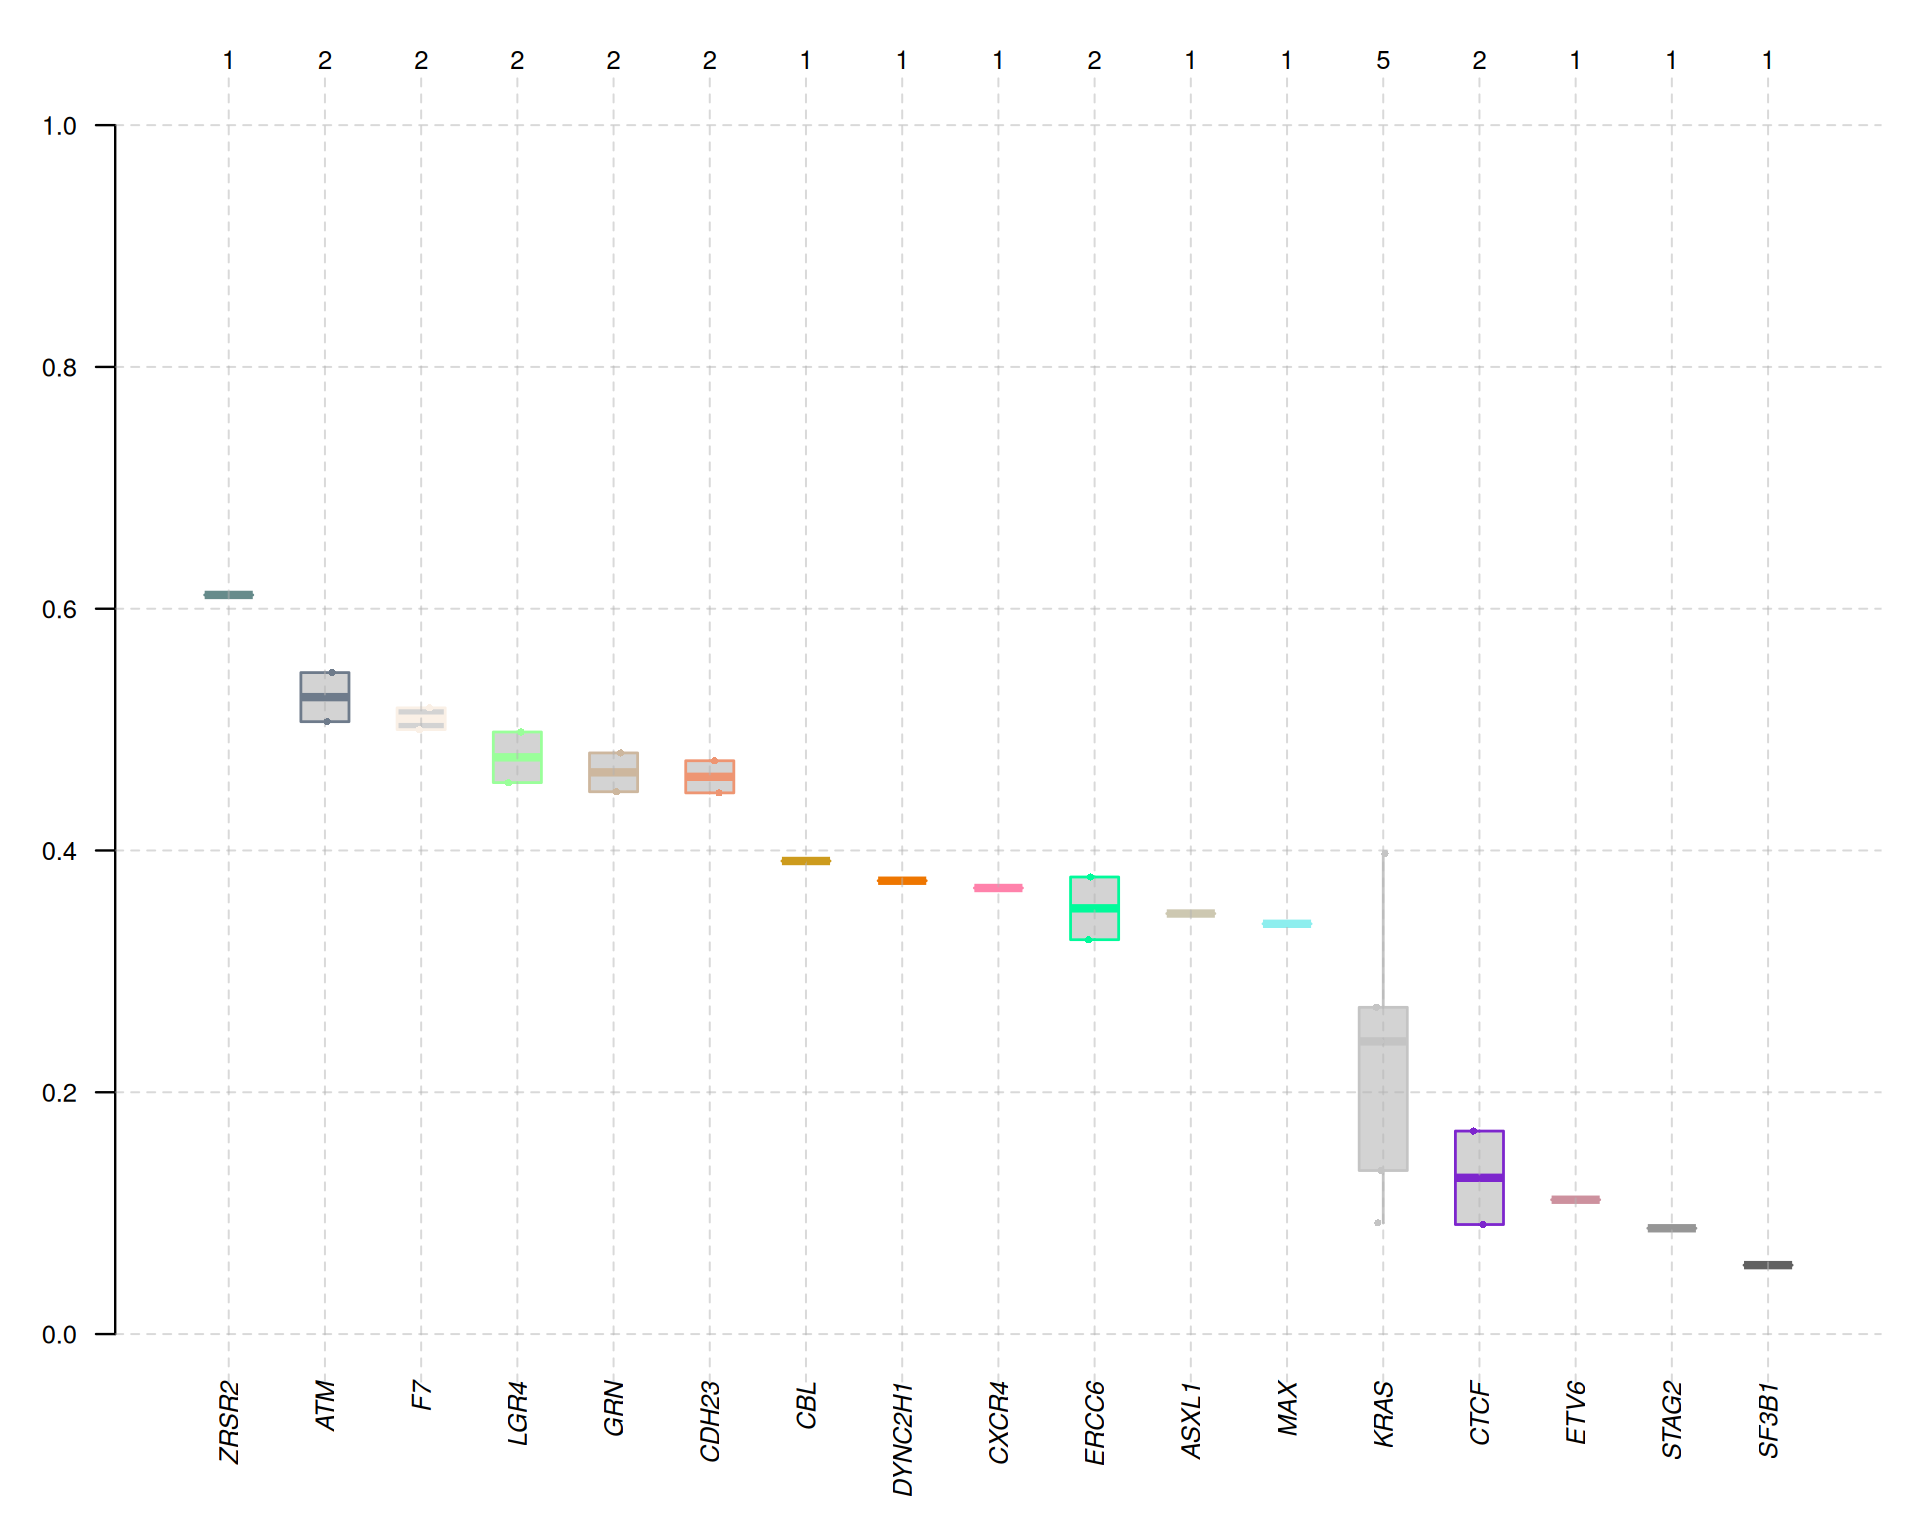 1 2 2 2 2 2 1 1 1 2 1 1 5 2 1 1 1
1.0
0.8
0.6
0.4
0.2
0.0
ZRSR2
ATM
F7
LGR4
GRN
CDH23
CBL
DYNC2H1
CXCR4
ERCC6
ASXL1
MAX
KRAS
CTCF
ETV6
STAG2
SF3B1